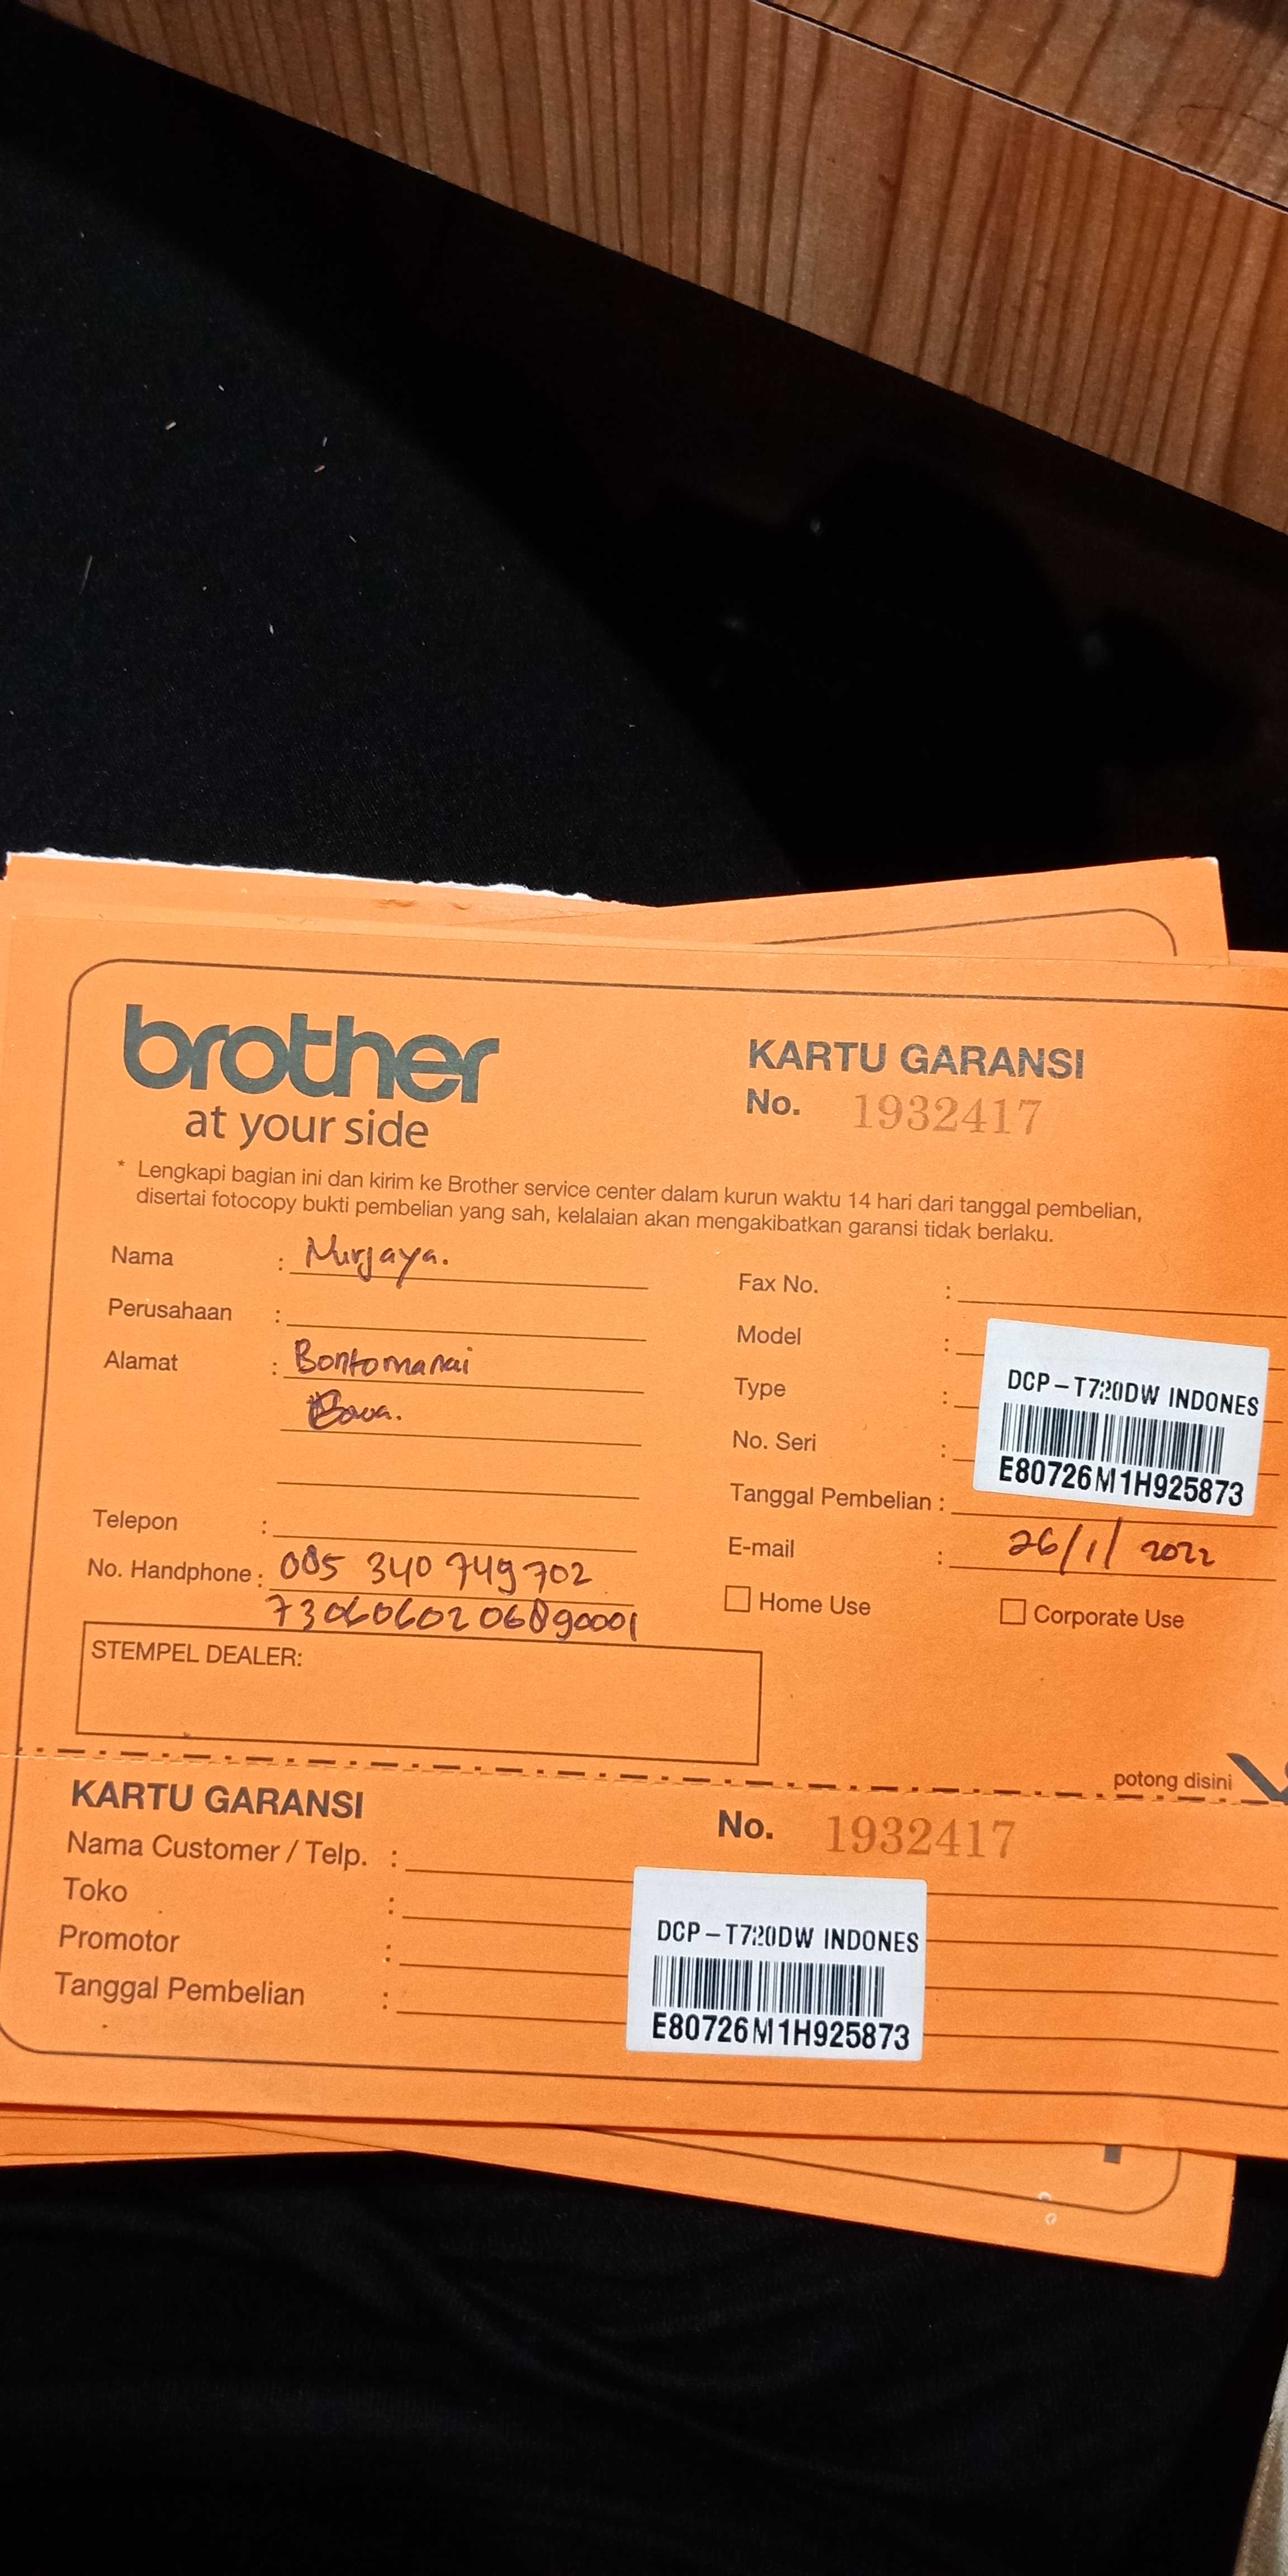 brother
at your side
KARTU GARANSI
No. 1932417
* Lengkapi bagian ini dan kirim ke Brother service center dalam kurun waktu 14 hari dari tanggal pembelian,
disertai fotocopy bukti pembelian yang sah, kelalaian akan mengakibatkan garansi tidak berlaku.
Nama : Nurjaya.
Perusahaan :
Alamat : Bontomanai
Telepon :
No. Handphone : 085 340 749 702
7306060206890001
STEMPEL DEALER:
Fax No. :
Model :
Type :
No. Seri :
DCP-T720DW INDONES
E80726M1H925873
Tanggal Pembelian :
E-mail : 26/1/2022
Home Use
Corporate Use
potong disini
KARTU GARANSI
No. 1932417
Nama Customer / Telp. :
Toko :
Promotor :
Tanggal Pembelian :
DCP-T720DW INDONES
E80726M1H925873